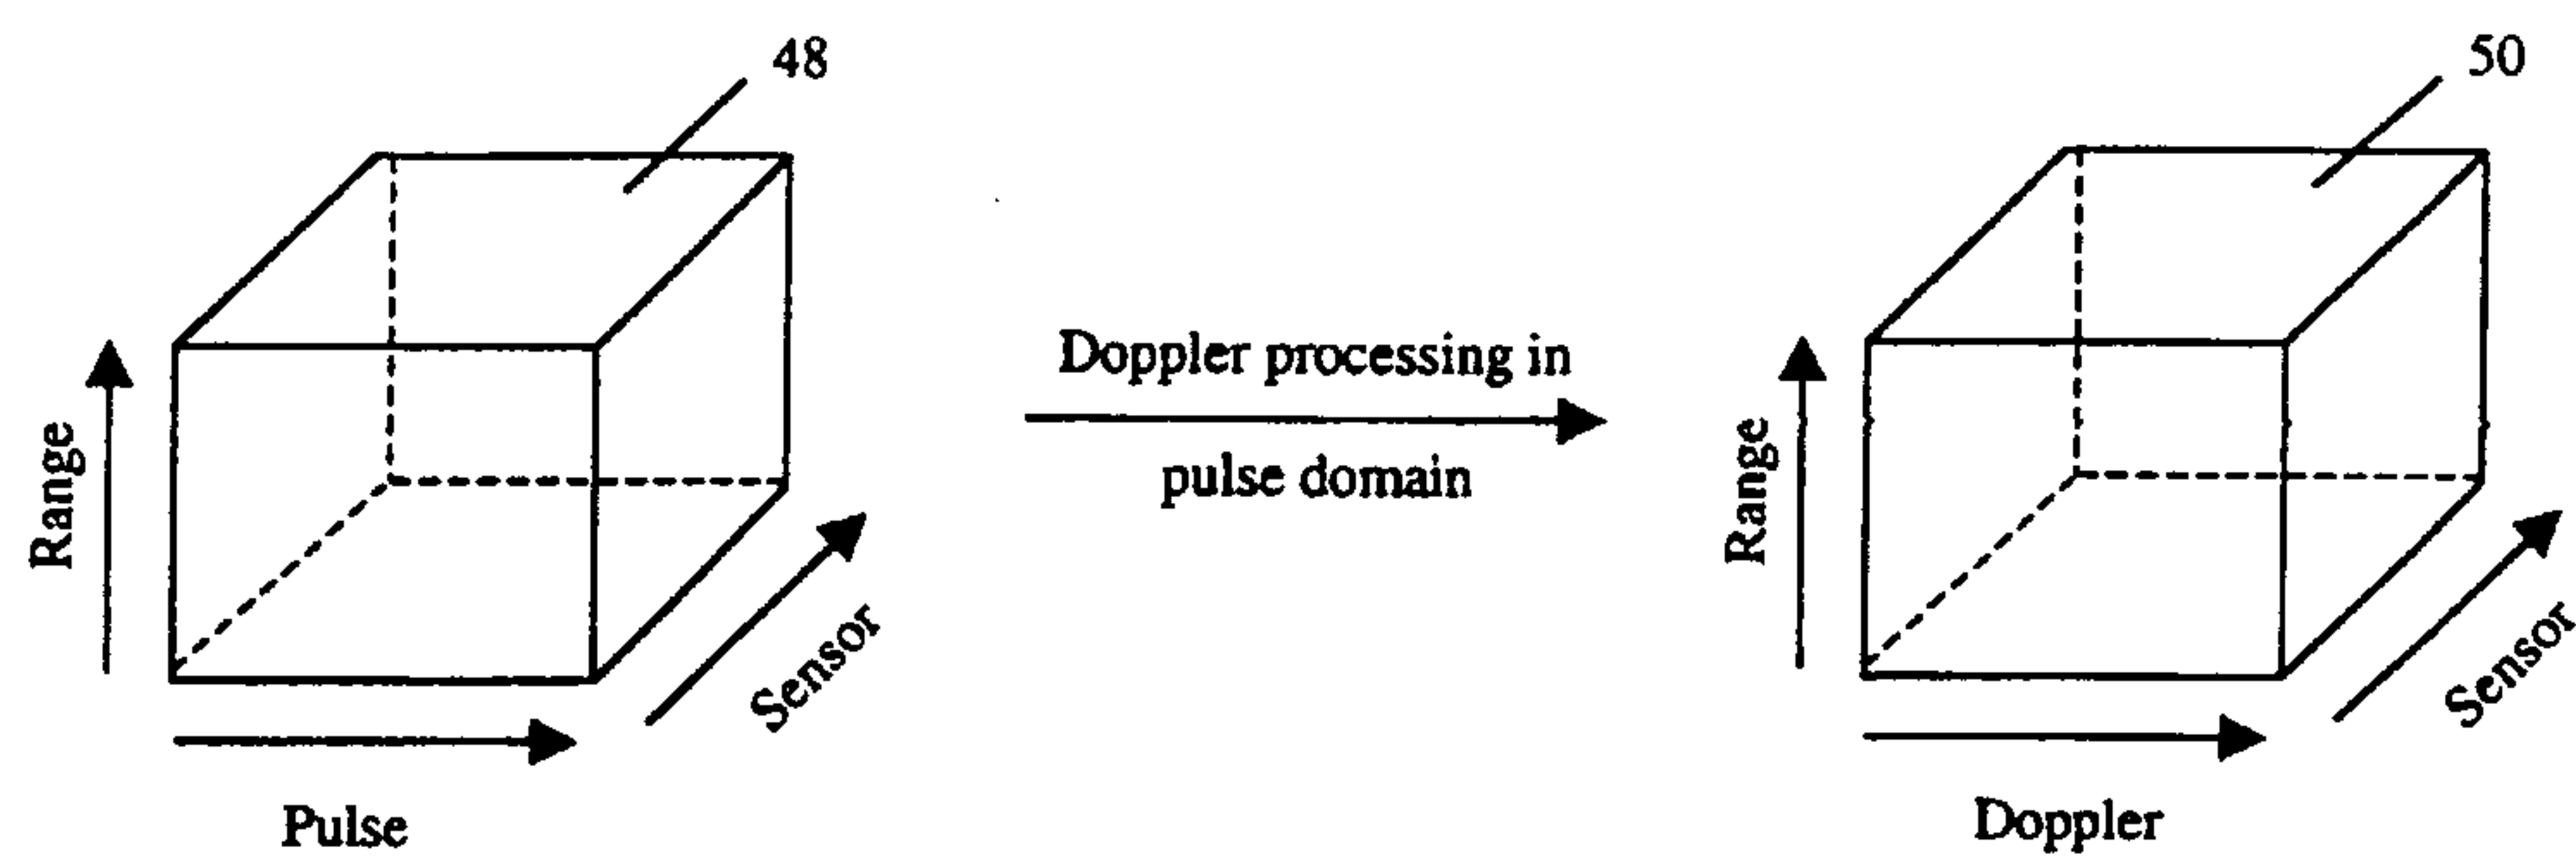 48
50
Range
Doppler processing in
pulse domain
Range
Sensor
Sensor
Pulse
Doppler